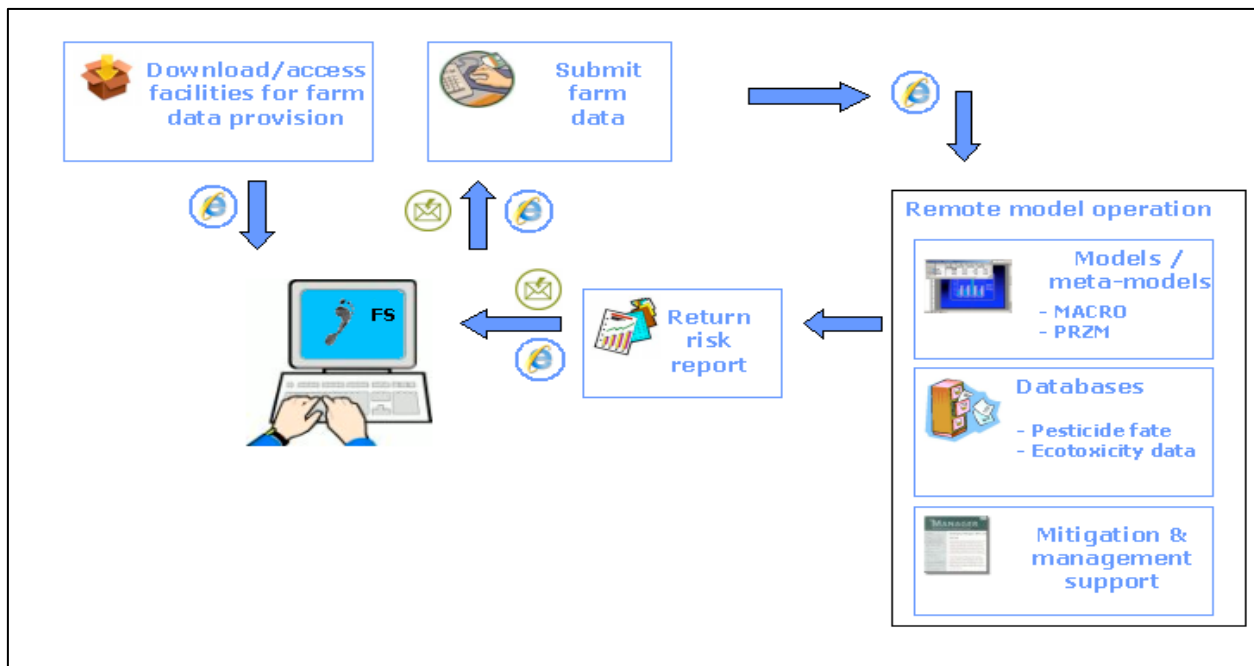 Download/access
facilities for farm
data provision
Submit
farm
data
Remote model operation
Models /
meta-models
- MACRO
- PRZM
FS
Return
risk
report
Databases
- Pesticide fate
- Ecotoxicity data
MANAGER
Mitigation &
management
support